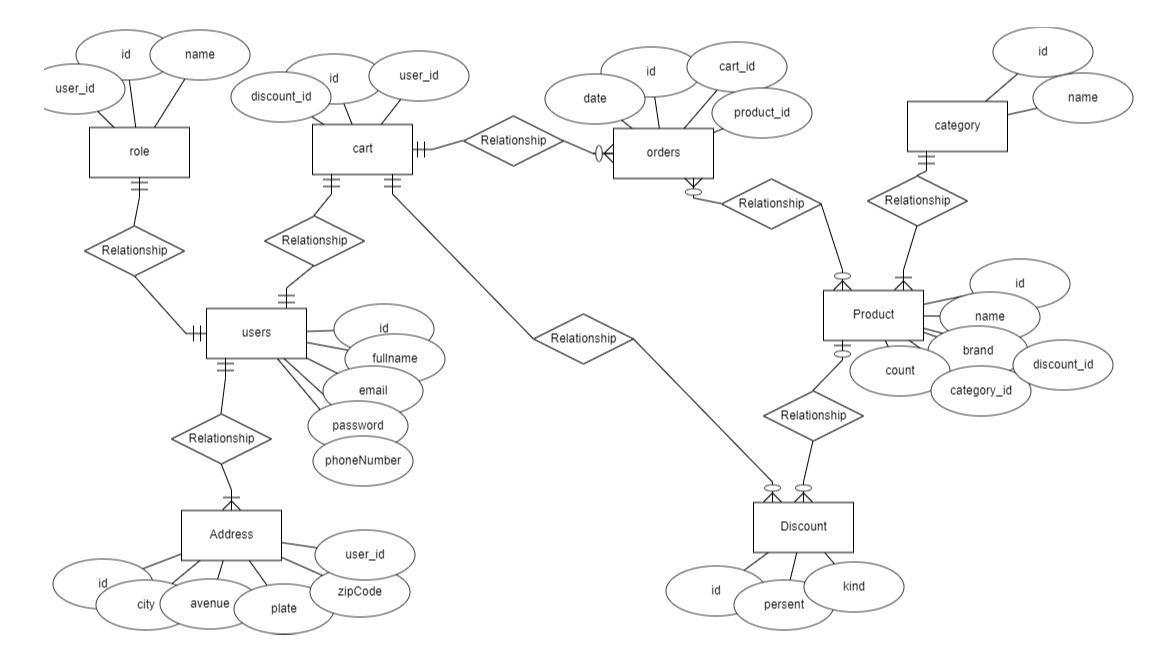 id
name
user_id
role
id
user_id
discount_id
cart
id
cart_id
date
product_id
orders
id
name
category
Relationship
Relationship
Relationship
Relationship
Relationship
users
id
fullname
email
password
phoneNumber
Relationship
Product
id
name
brand
discount_id
count
category_id
Relationship
Relationship
Address
user_id
id
city
avenue
plate
zipCode
Discount
id
persent
kind